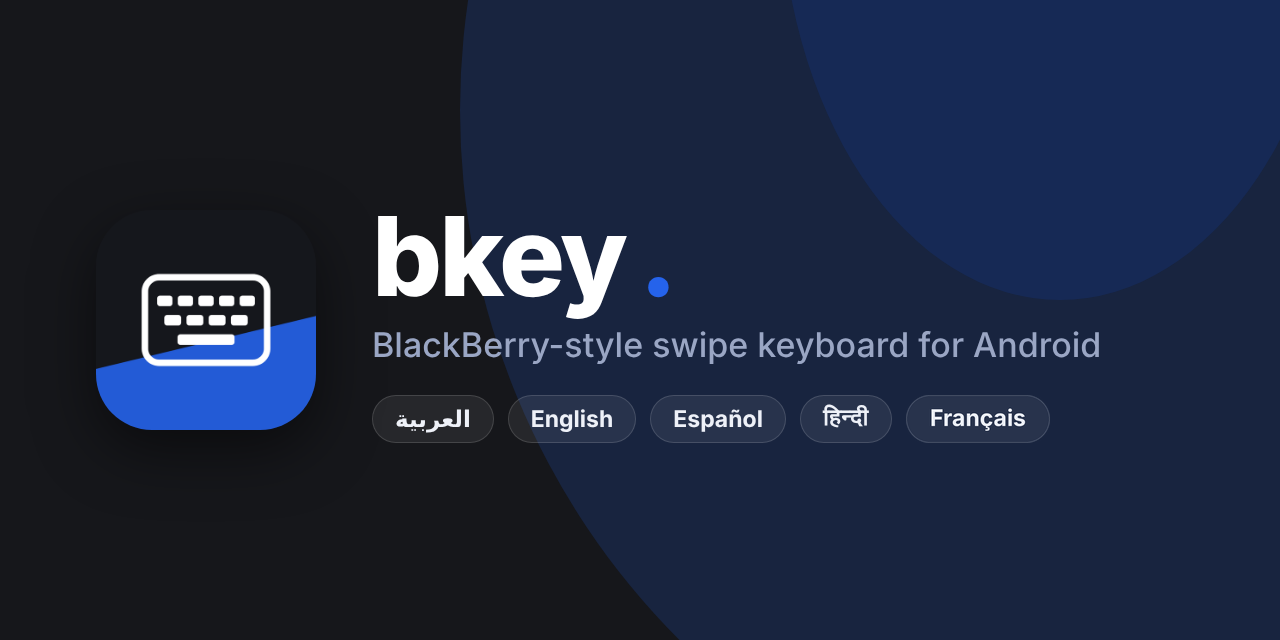 bkey.
BlackBerry-style swipe keyboard for Android
العربية English Español हिन्दी Français